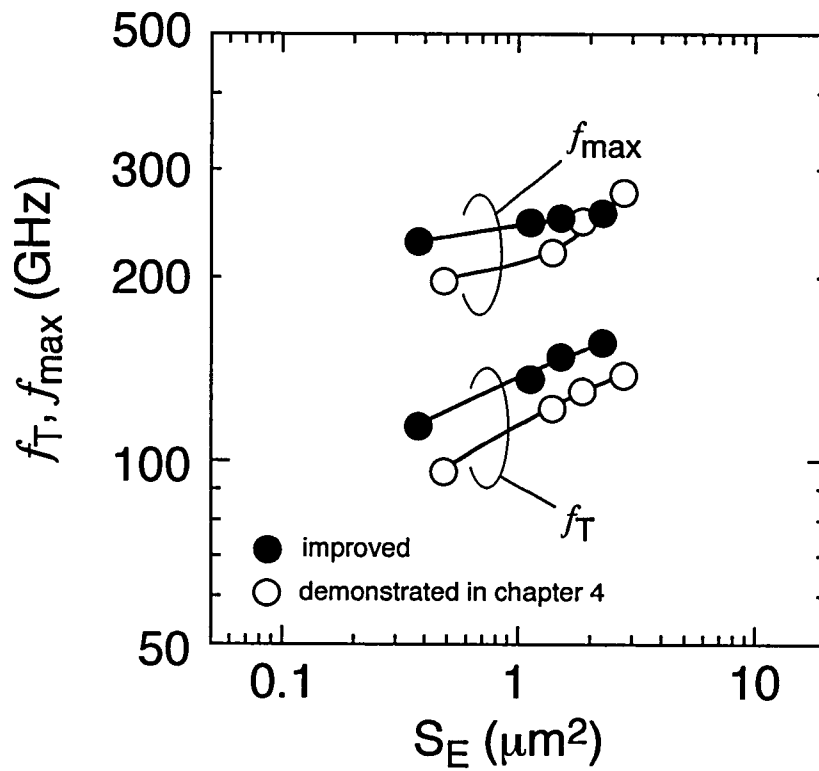 500
300
200
100
50
f_T, f_max (GHz)
f_max
f_T
● improved
○ demonstrated in chapter 4
0.1 1 10
S_E (μm²)